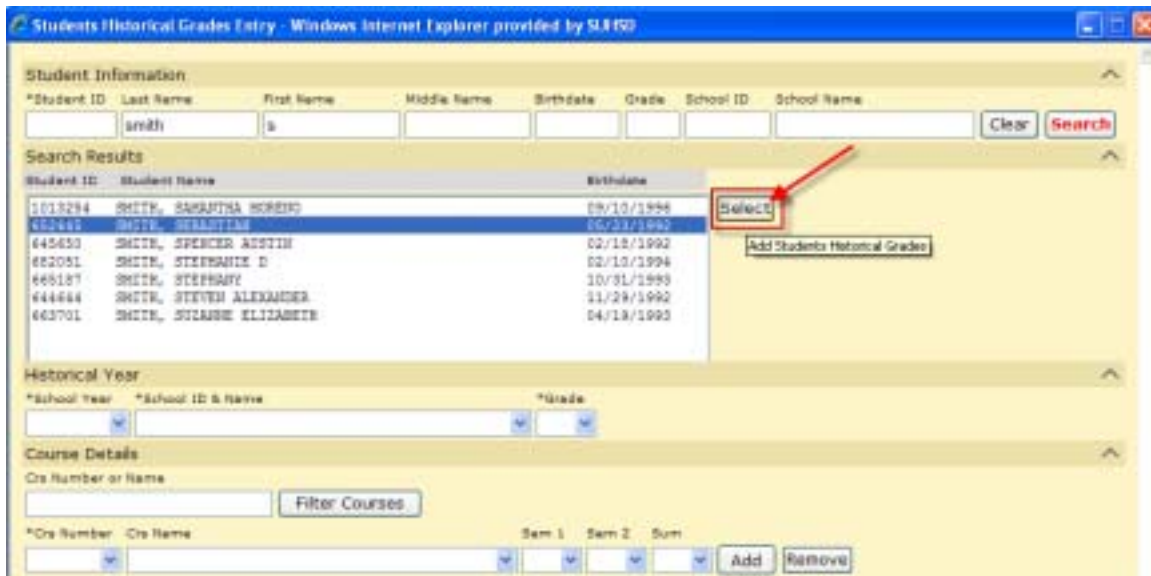 Students Historical Grades Entry - Windows Internet Explorer provided by SUHSD
Student Information
*Student ID Last Name First Name Middle Name Birthdate Grade School ID School Name
smith s Clear Search
Search Results
Student ID Student Name Birthdate
1013294 SMITH, SAMANTHA MORENO 09/10/1996
Select
SMITH, SEBASTIAN 05/23/1992
SMITH, SPENCER AUSTIN 02/18/1992
Add Students Historical Grades
682051 SMITH, STEPHANIE D 02/10/1994
665187 SMITH, STEPHANY 10/31/1993
644644 SMITH, STEVEN ALEXANDER 11/29/1992
663701 SMITH, SUZANNE ELIZABETH 04/19/1993
Historical Year
*School Year *School ID & Name *Grade
Course Details
Crs Number or Name
Filter Courses
*Crs Number Crs Name Sem 1 Sem 2 Sum
Add Remove